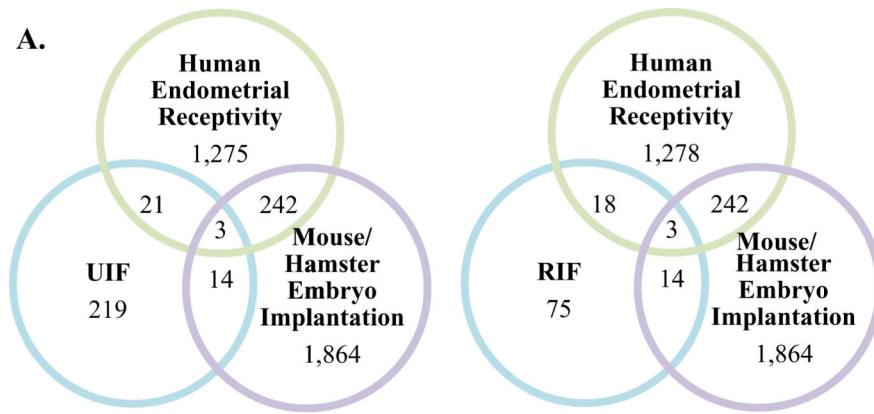 A.
Human
Endometrial
Receptivity
1,275
21
242
3
UIF
219
14
Mouse/
Hamster
Embryo
Implantation
1,864
Human
Endometrial
Receptivity
1,278
18
242
3
RIF
75
14
Mouse/
Hamster
Embryo
Implantation
1,864